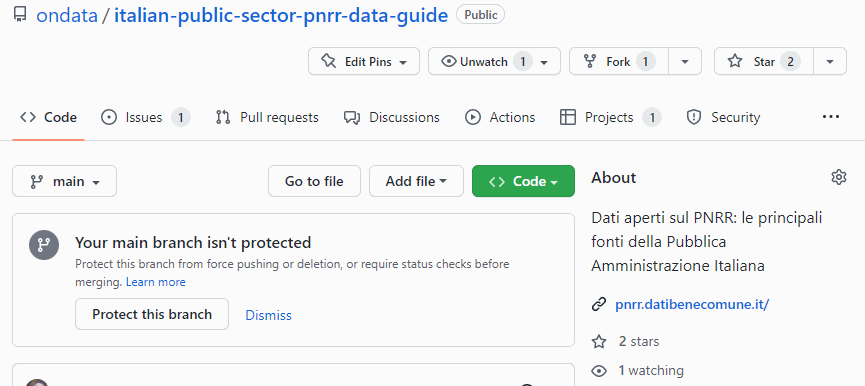 ondata / italian-public-sector-pnrr-data-guide Public
Edit Pins Unwatch 1 Fork 1 Star 2
Code Issues 1 Pull requests Discussions Actions Projects 1 Security ...
main Go to file Add file Code
Your main branch isn't protected
Protect this branch from force pushing or deletion, or require status checks before
merging. Learn more
Protect this branch Dismiss
About
Dati aperti sul PNRR: le principali
fonti della Pubblica
Amministrazione Italiana
pnrr.datibenecomune.it/
2 stars
1 watching